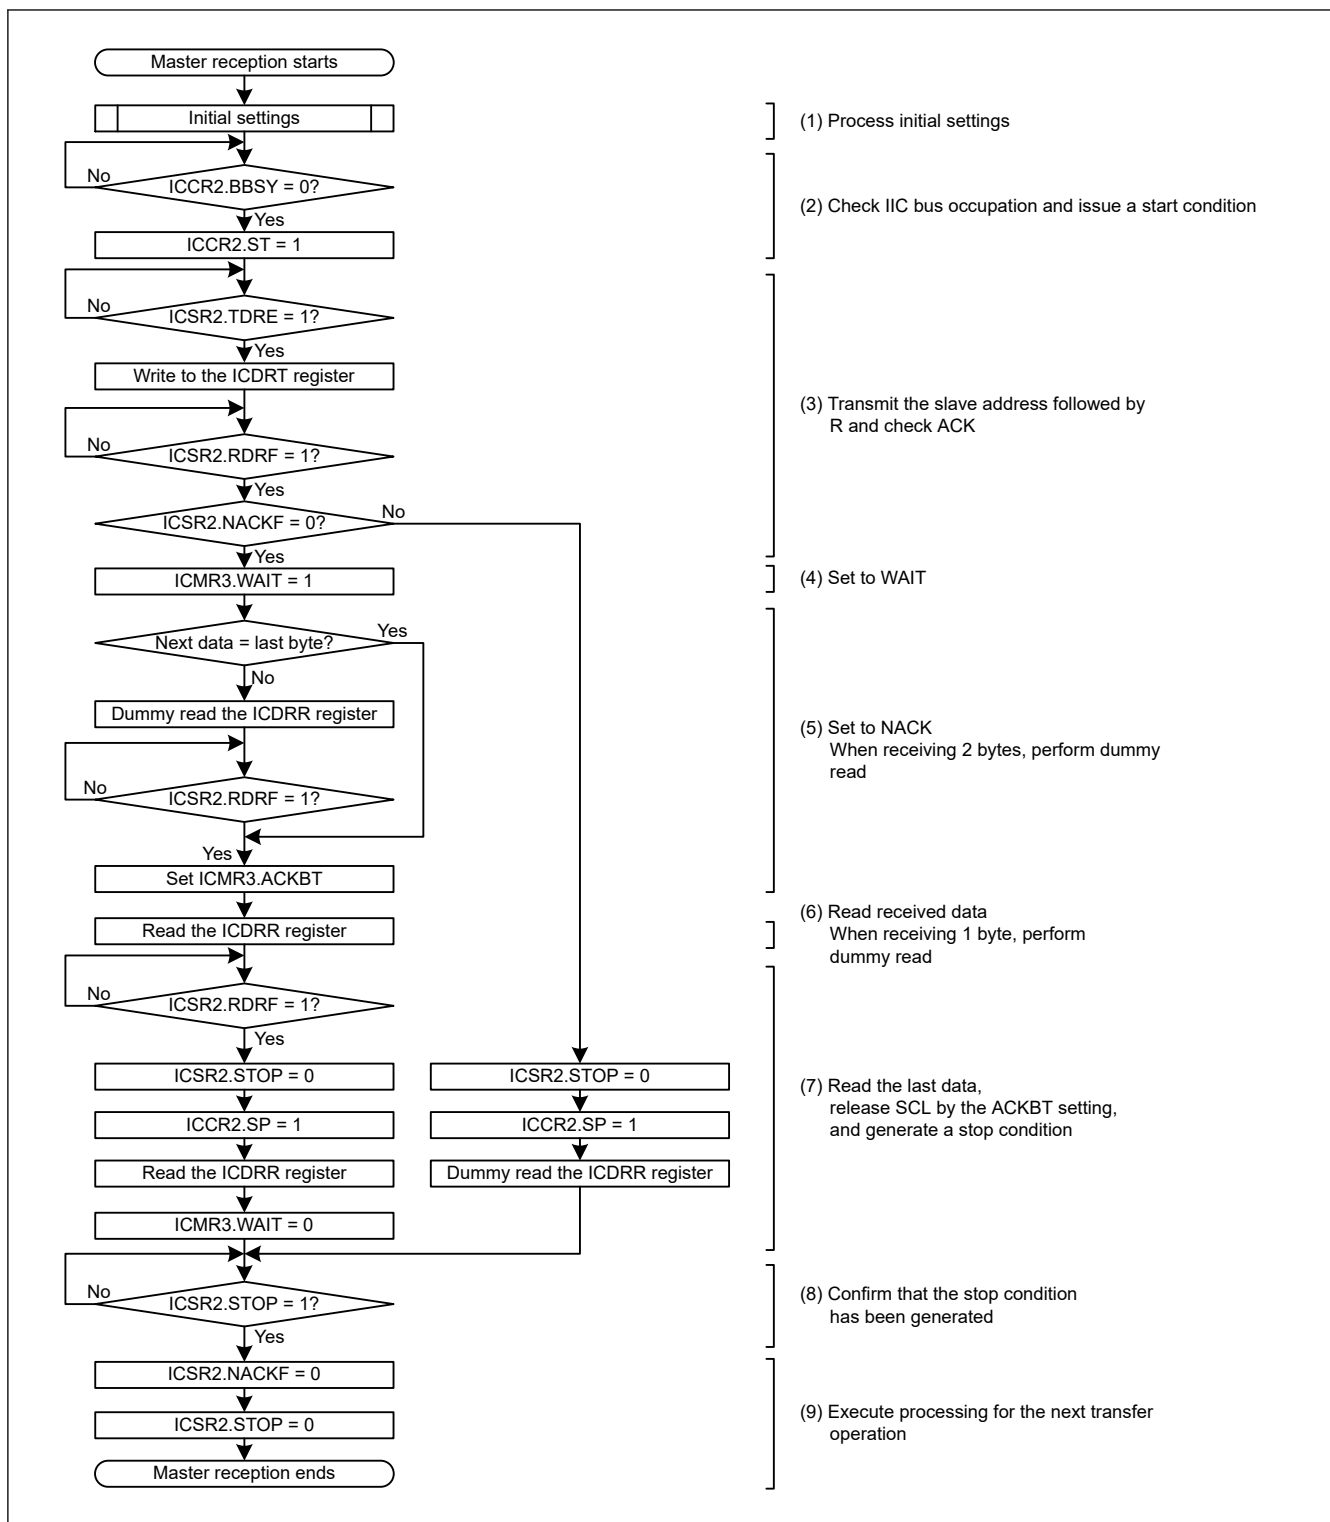 Master reception starts
Initial settings
(1) Process initial settings
No
ICCR2.BBSY = 0?
Yes
(2) Check IIC bus occupation and issue a start condition
ICCR2.ST = 1
No
ICSR2.TDRE = 1?
Yes
Write to the ICDRT register
(3) Transmit the slave address followed by
R and check ACK
No
ICSR2.RDRF = 1?
Yes
ICSR2.NACKF = 0?
No
Yes
ICMR3.WAIT = 1
(4) Set to WAIT
Next data = last byte?
Yes
No
Dummy read the ICDRR register
(5) Set to NACK
When receiving 2 bytes, perform dummy
read
No
ICSR2.RDRF = 1?
Yes
Set ICMR3.ACKBT
Read the ICDRR register
(6) Read received data
When receiving 1 byte, perform
dummy read
No
ICSR2.RDRF = 1?
Yes
ICSR2.STOP = 0
ICCR2.SP = 1
Read the ICDRR register
ICMR3.WAIT = 0
ICSR2.STOP = 0
ICCR2.SP = 1
Dummy read the ICDRR register
(7) Read the last data,
release SCL by the ACKBT setting,
and generate a stop condition
No
ICSR2.STOP = 1?
Yes
(8) Confirm that the stop condition
has been generated
ICSR2.NACKF = 0
ICSR2.STOP = 0
(9) Execute processing for the next transfer
operation
Master reception ends